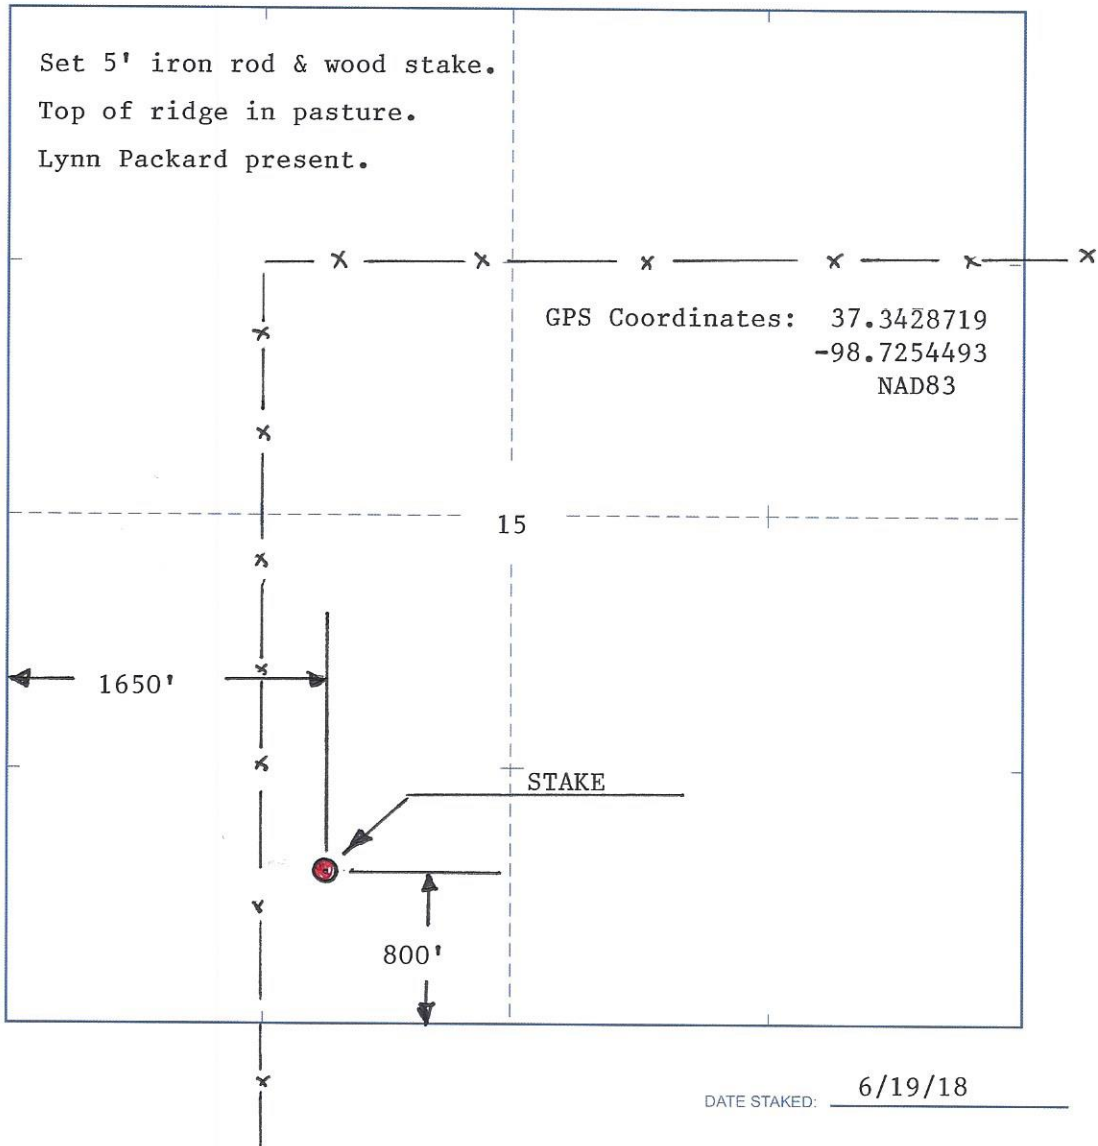 Set 5' iron rod & wood stake.
Top of ridge in pasture.
Lynn Packard present.
GPS Coordinates: 37.3428719
-98.7254493
NAD83
15
1650'
STAKE
800'
DATE STAKED: 6/19/18